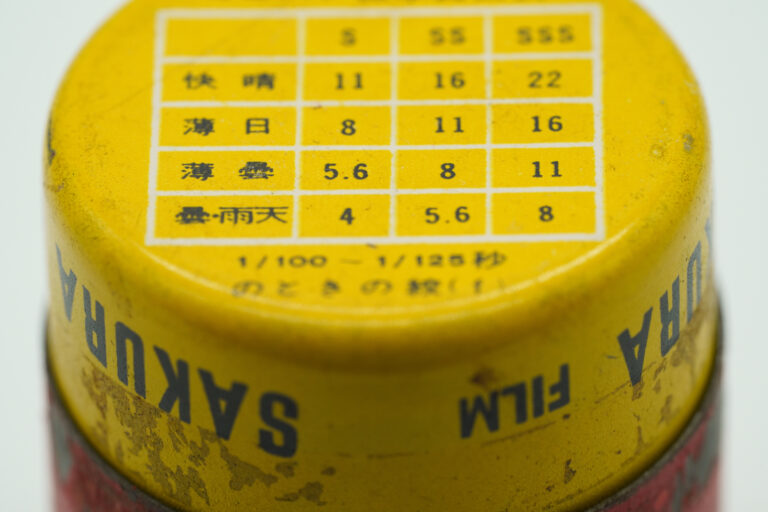 S SS SSS
快晴 11 16 22
薄日 8 11 16
薄曇 5.6 8 11
曇・雨天 4 5.6 8
1/100～1/125秒
のときの絞(f)
SAKURA
FILM
SAKURA